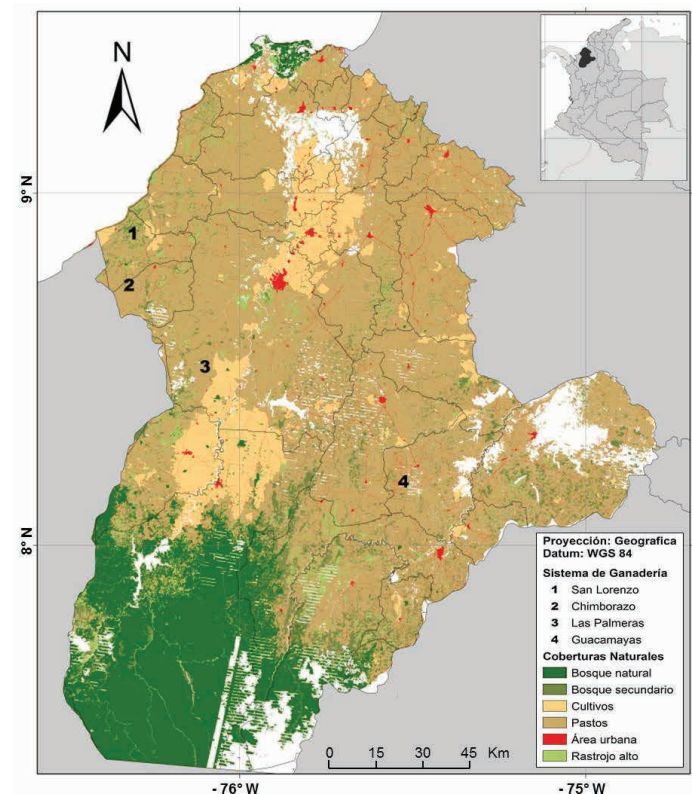 N
9° N
8° N
1
2
3
4
Proyección: Geografica
Datum: WGS 84
Sistema de Ganadería
1 San Lorenzo
2 Chimborazo
3 Las Palmeras
4 Guacamayas
Coberturas Naturales
Bosque natural
Bosque secundario
Cultivos
Pastos
Área urbana
Rastrojo alto
0 15 30 45 Km
- 76° W
- 75° W